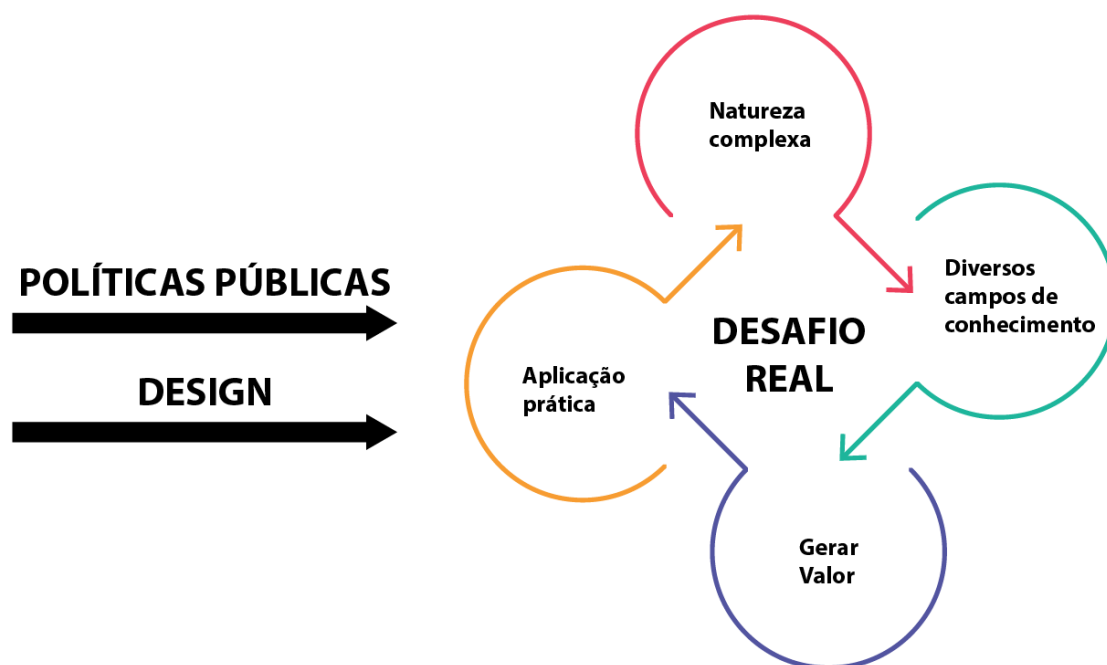 POLÍTICAS PÚBLICAS
DESIGN
Natureza
complexa
Diversos
campos de
conhecimento
DESAFIO
REAL
Aplicação
prática
Gerar
Valor